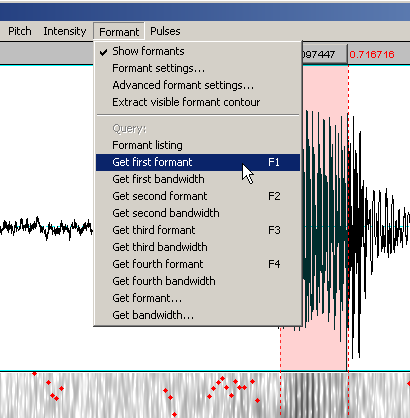 Pitch Intensity Formant Pulses
Show formants
097447 0.716716
Formant settings...
Advanced formant settings...
Extract visible formant contour
Query:
Formant listing
Get first formant F1
Get first bandwidth
Get second formant F2
Get second bandwidth
Get third formant F3
Get third bandwidth
Get fourth formant F4
Get fourth bandwidth
Get formant...
Get bandwidth...